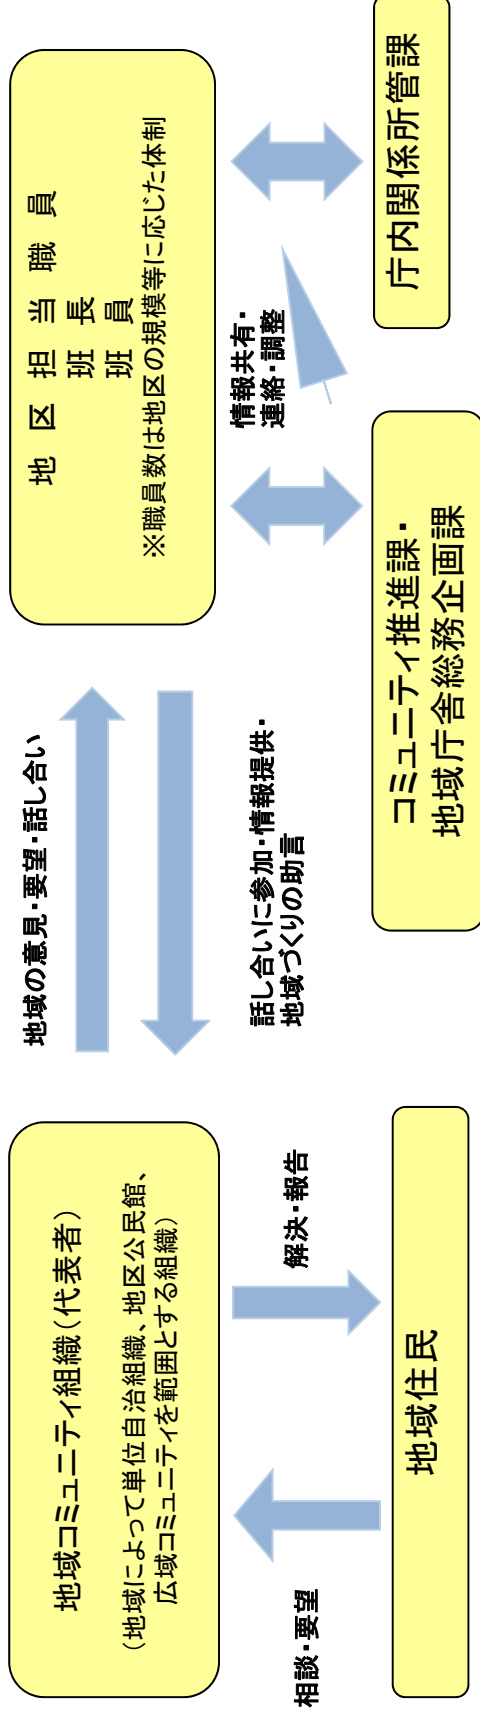 地域コミュニティ組織（代表者）
（地域によって単位自治組織、地区公民館、
広域コミュニティを範囲とする組織）
地域の意見・要望・話し合い
地 区 担 当 職 員
班 長
班 員
※職員数は地区の規模等に応じた体制
話し合いに参加・情報提供・
地域づくりの助言
情報共有・
連絡・調整
相談・要望
解決・報告
地域住民
コミュニティ推進課・
地域庁舎総務企画課
庁内関係所管課